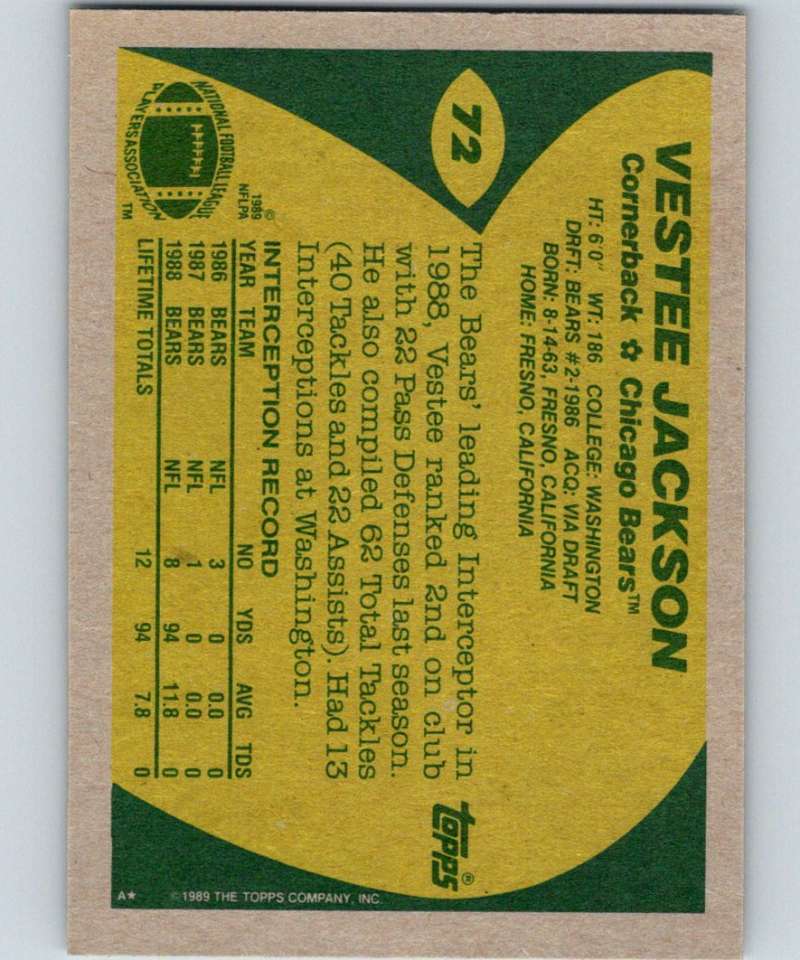 72
VESTEE JACKSON
Cornerback ✿ Chicago Bears™
HT: 6'0" WT: 186 COLLEGE: WASHINGTON
DRFT: BEARS #2-1986 ACQ: VIA DRAFT
BORN: 8-14-63, FRESNO, CALIFORNIA
HOME: FRESNO, CALIFORNIA
The Bears' leading Interceptor in
1988, Vestee ranked 2nd on club
with 22 Pass Defenses last season.
He also compiled 62 Total Tackles
(40 Tackles and 22 Assists). Had 13
Interceptions at Washington.
INTERCEPTION RECORD
YEAR TEAM NO YDS AVG TDS
1986 BEARS NFL 3 0 0.0 0
1987 BEARS NFL 1 0 0.0 0
1988 BEARS NFL 8 94 11.8 0
LIFETIME TOTALS 12 94 7.8 0
NATIONAL FOOTBALL LEAGUE
PLAYERS ASSOCIATION
TM
©
1989
NFLPA
topps®
A★ ©1989 THE TOPPS COMPANY, INC.